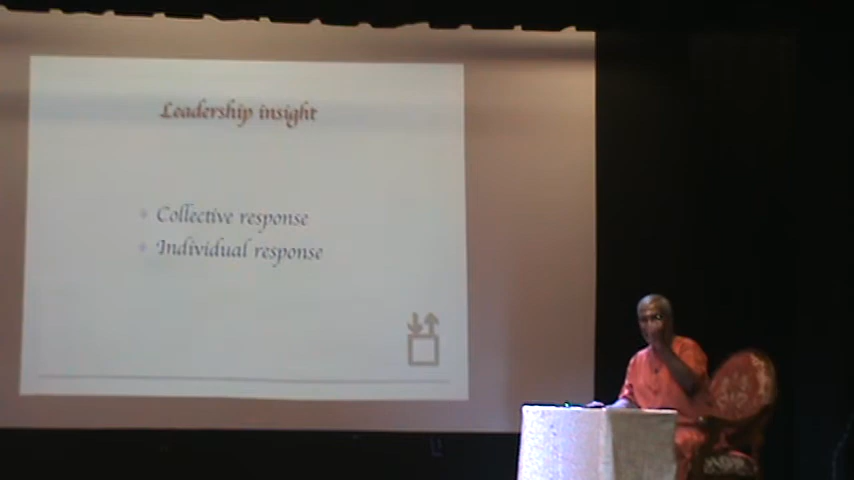 Leadership insight
Collective response
Individual response